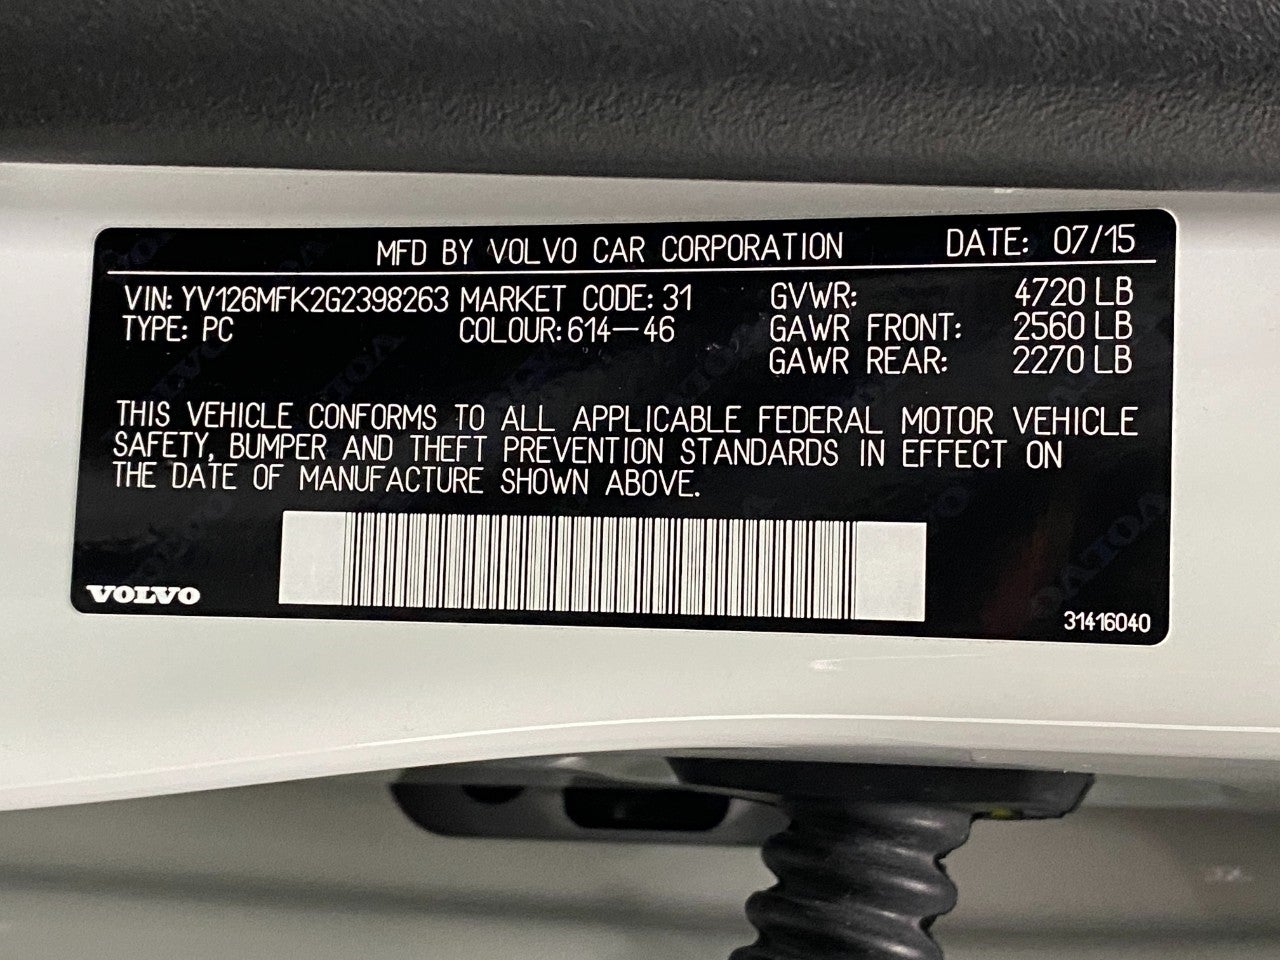 MFD BY VOLVO CAR CORPORATION DATE: 07/15
VIN: YV126MFK2G2398263 MARKET CODE: 31 GVWR: 4720 LB
TYPE: PC COLOUR: 614-46 GAWR FRONT: 2560 LB
GAWR REAR: 2270 LB
THIS VEHICLE CONFORMS TO ALL APPLICABLE FEDERAL MOTOR VEHICLE
SAFETY, BUMPER AND THEFT PREVENTION STANDARDS IN EFFECT ON
THE DATE OF MANUFACTURE SHOWN ABOVE.
VOLVO
31416040